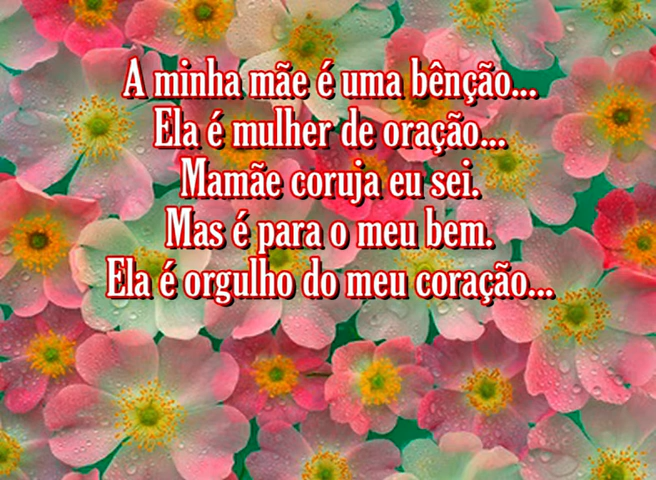 A minha mãe é uma bênção...
Ela é mulher de oração...
Mamãe coruja eu sei.
Mas é para o meu bem.
Ela é orgulho do meu coração...